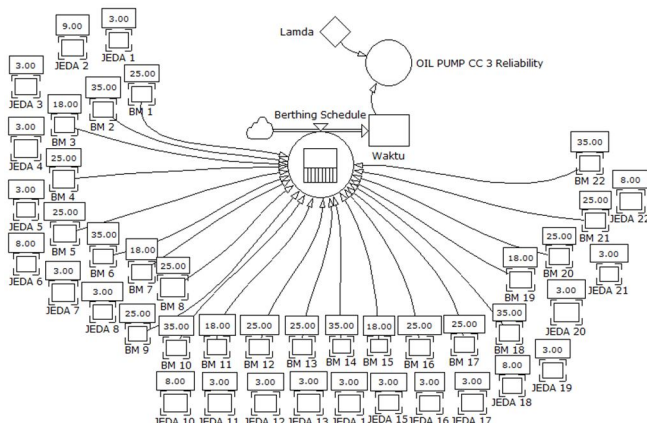 3.00
JEDA 1
9.00
JEDA 2
Lamda
OIL PUMP CC 3 Reliability
Berthing Schedule
Waktu
3.00
JEDA 3
25.00
BM 1
35.00
BM 2
18.00
BM 3
3.00
JEDA 4
25.00
BM 4
3.00
JEDA 5
25.00
BM 5
8.00
JEDA 6
35.00
BM 6
3.00
JEDA 7
18.00
BM 7
25.00
BM 8
3.00
JEDA 8
25.00
BM 9
35.00
BM 10
18.00
BM 11
25.00
BM 12
25.00
BM 13
35.00
BM 14
18.00
BM 15
25.00
BM 16
25.00
BM 17
35.00
BM 18
18.00
BM 19
25.00
BM 20
25.00
BM 21
35.00
BM 22
8.00
JEDA 22
3.00
JEDA 21
3.00
JEDA 20
3.00
JEDA 19
8.00
JEDA 18
8.00
JEDA 10
3.00
JEDA 11
3.00
JEDA 12
3.00
JEDA 13
3.00
JEDA 1
3.00
JEDA 15
3.00
JEDA 16
3.00
JEDA 17